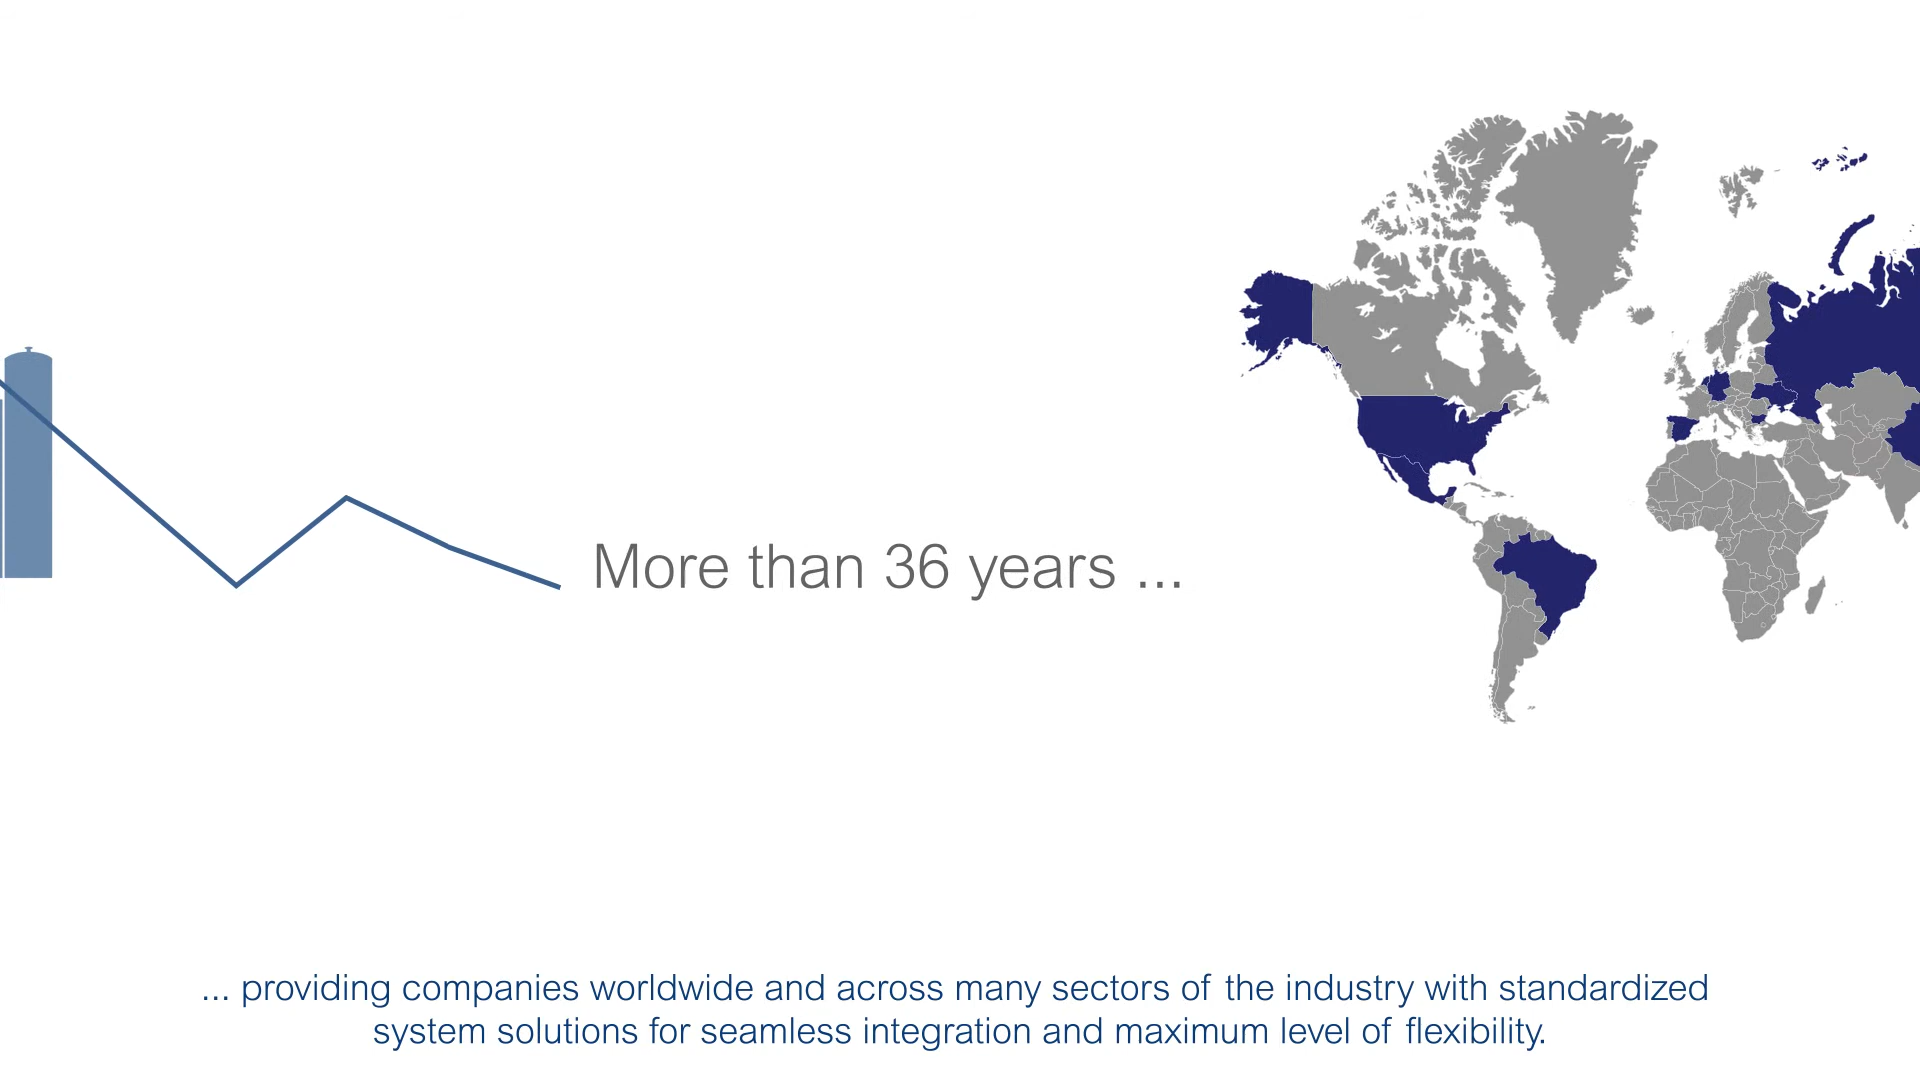 More than 36 years ...
... providing companies worldwide and across many sectors of the industry with standardized
system solutions for seamless integration and maximum level of flexibility.